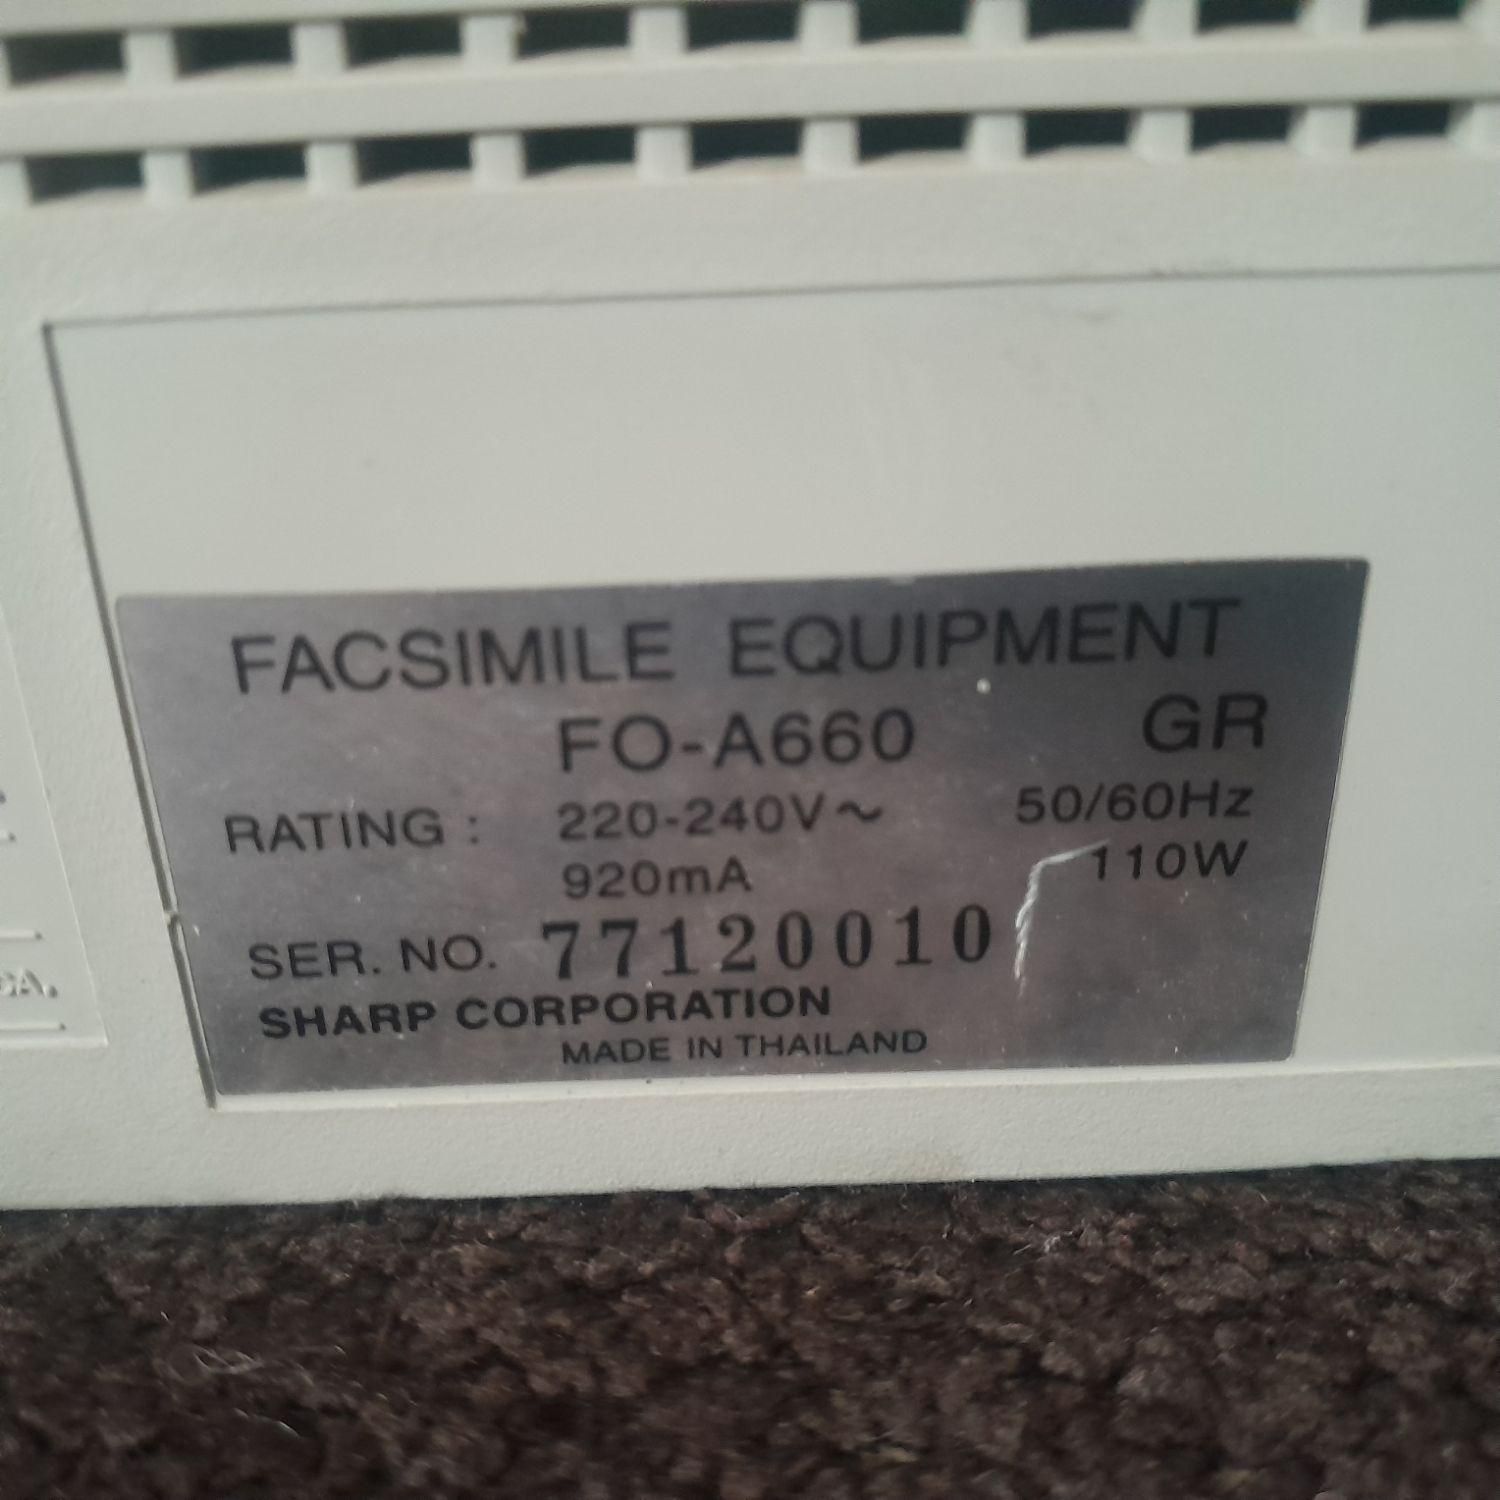 FACSIMILE EQUIPMENT
FO-A660 GR
RATING : 220-240V～ 50/60Hz
920mA 110W
SER. NO. 77120010
SHARP CORPORATION
MADE IN THAILAND